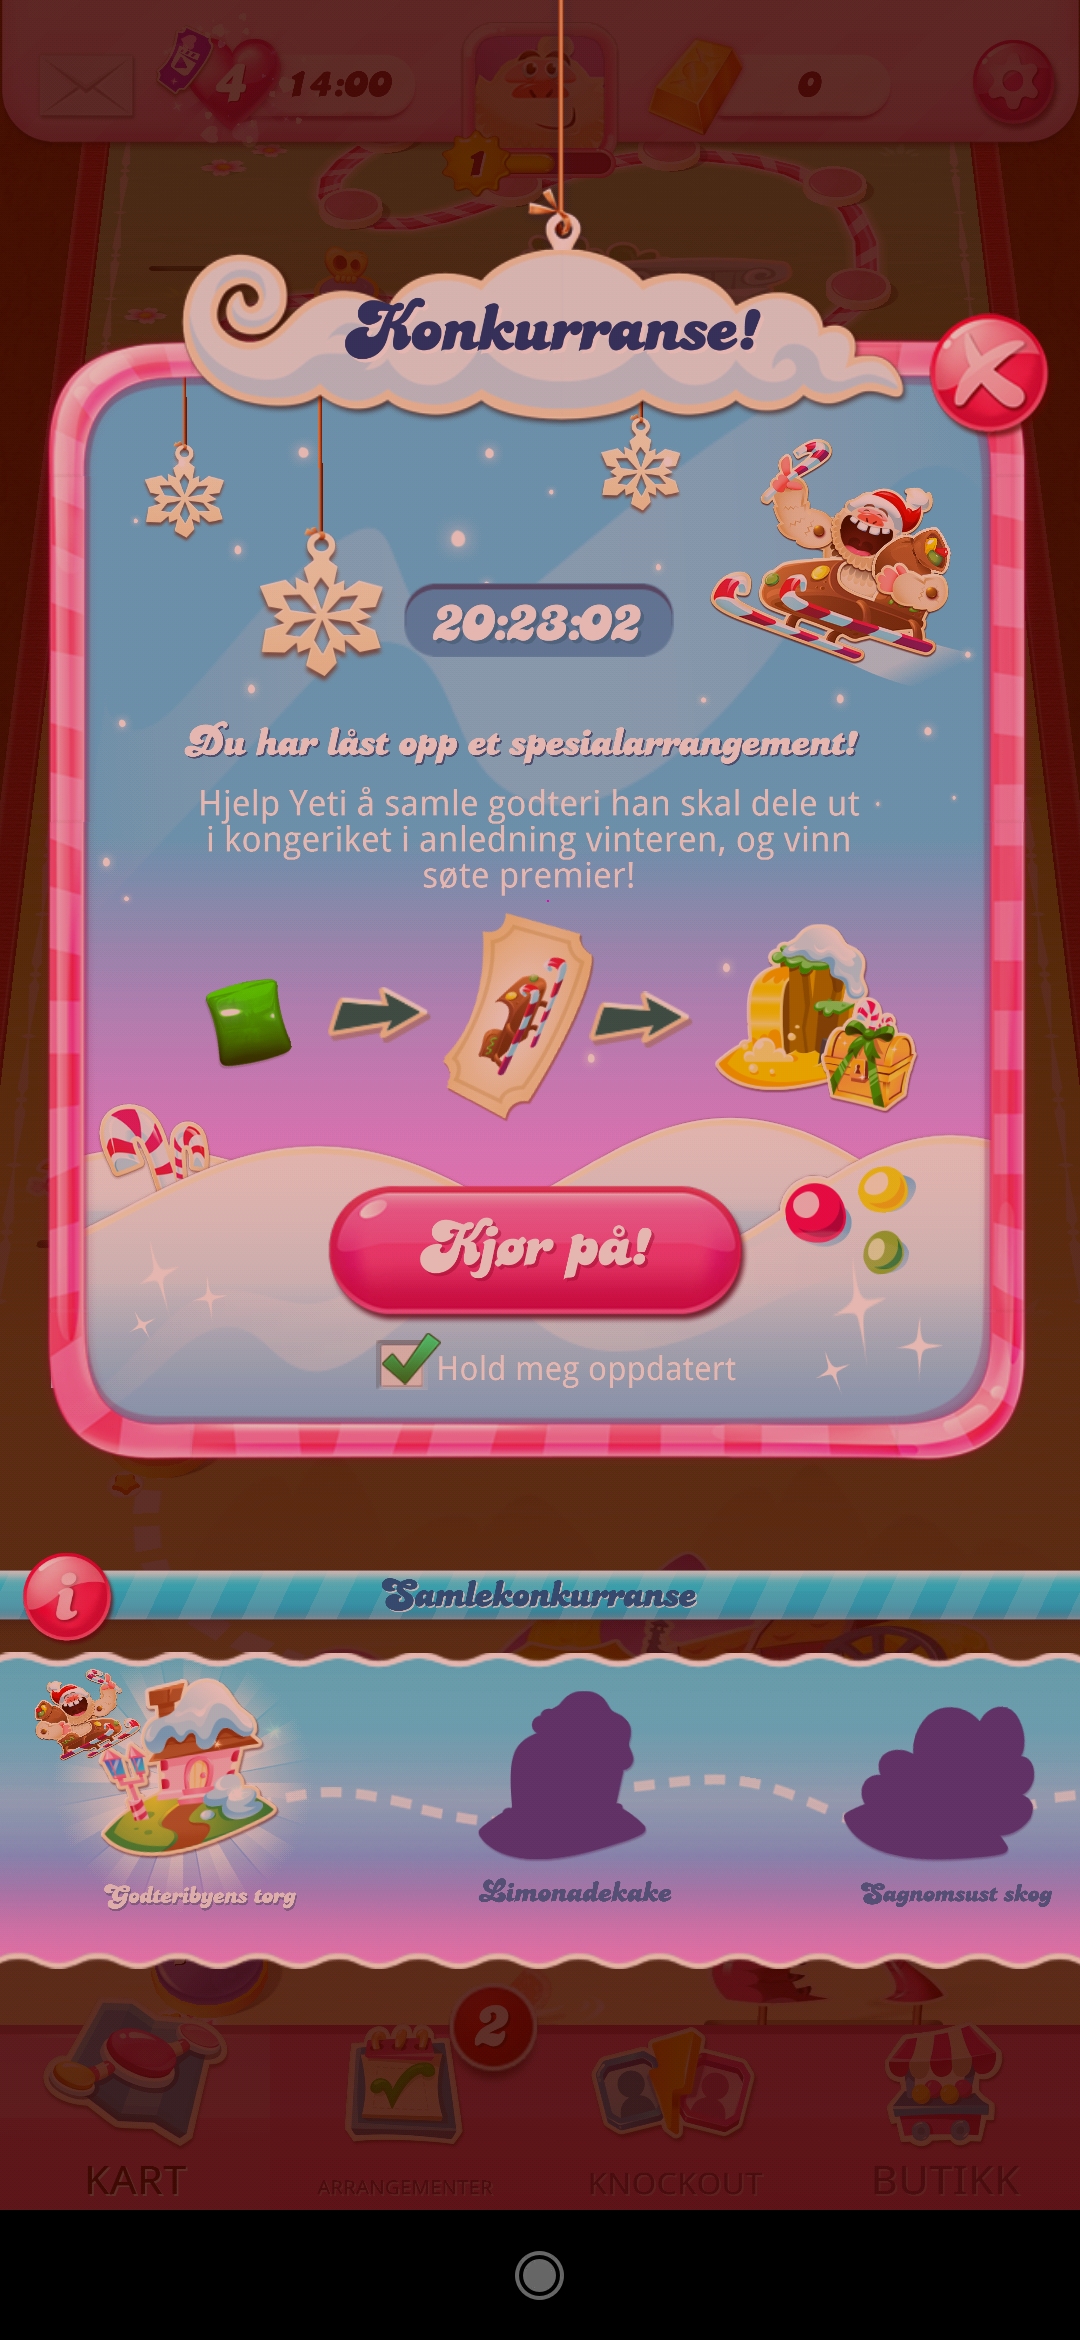 4
14:00
0
1
Konkurranse!
20:23:02
Du har låst opp et spesialarrangement!
Hjelp Yeti å samle godteri han skal dele ut
i kongeriket i anledning vinteren, og vinn
søte premier!
Kjør på!
Hold meg oppdatert
i
Samlekonkurranse
Godteribyens torg
Limonadekake
Sagnomsust skog
2
KART
ARRANGEMENTER
KNOCKOUT
BUTIKK